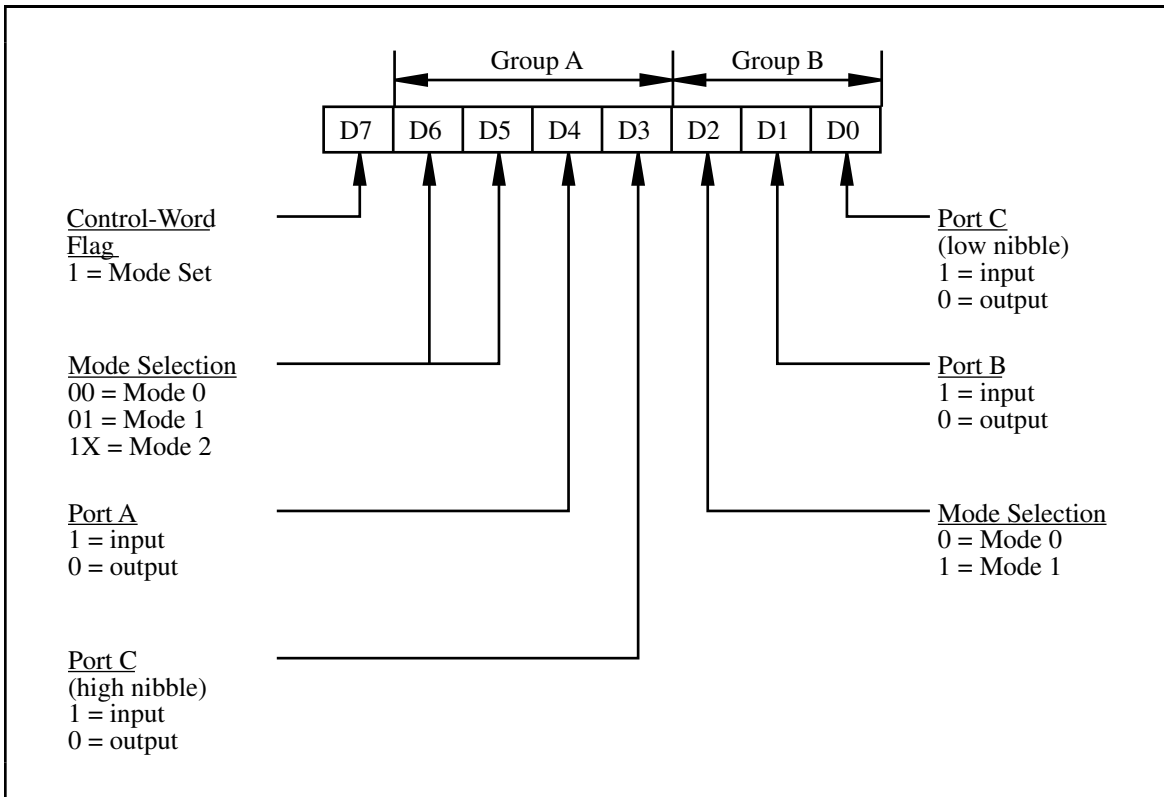 Group A
Group B
D7 D6 D5 D4 D3 D2 D1 D0
Control-Word
Flag
1 = Mode Set
Mode Selection
00 = Mode 0
01 = Mode 1
1X = Mode 2
Port A
1 = input
0 = output
Port C
(high nibble)
1 = input
0 = output
Port C
(low nibble)
1 = input
0 = output
Port B
1 = input
0 = output
Mode Selection
0 = Mode 0
1 = Mode 1